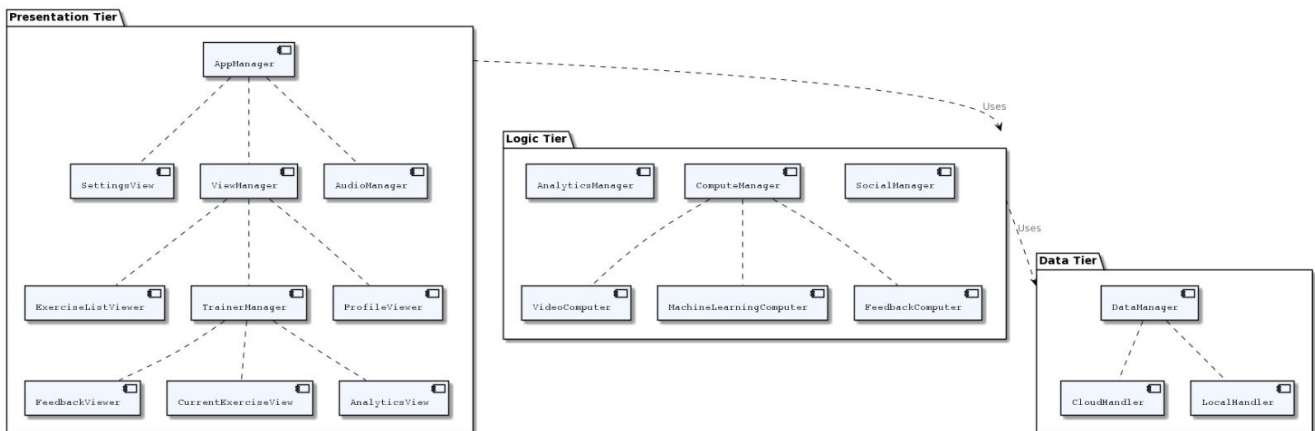 Presentation Tier
AppManager
Uses
Logic Tier
SettingsView
ViewManager
AudioManager
AnalyticsManager
ComputeManager
SocialManager
Uses
Data Tier
ExerciseListViewer
TrainerManager
ProfileViewer
VideoComputer
MachineLearningComputer
FeedbackComputer
DataManager
FeedbackViewer
CurrentExerciseView
AnalyticsView
CloudHandler
LocalHandler